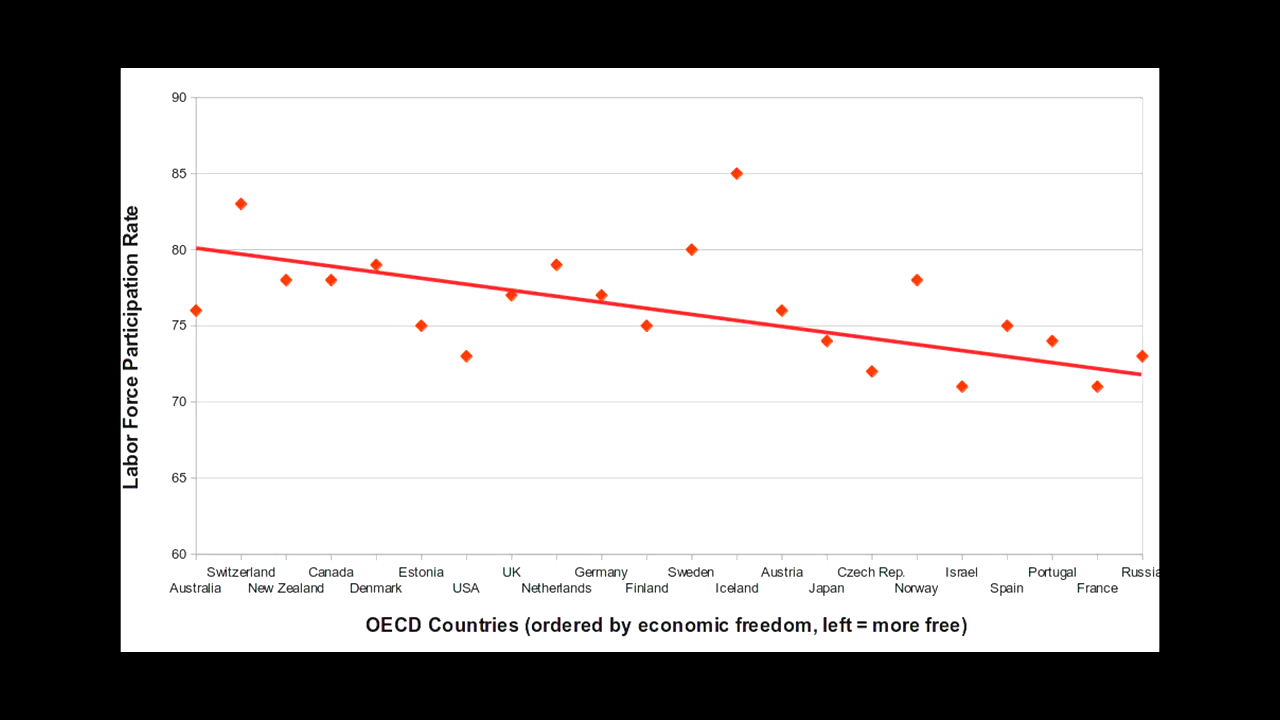 90
85
80
75
70
65
60
Labor Force Participation Rate
Switzerland Canada Estonia UK Germany Sweden Austria Czech Rep. Israel Portugal Russia
Australia New Zealand Denmark USA Netherlands Finland Iceland Japan Norway Spain France
OECD Countries (ordered by economic freedom, left = more free)